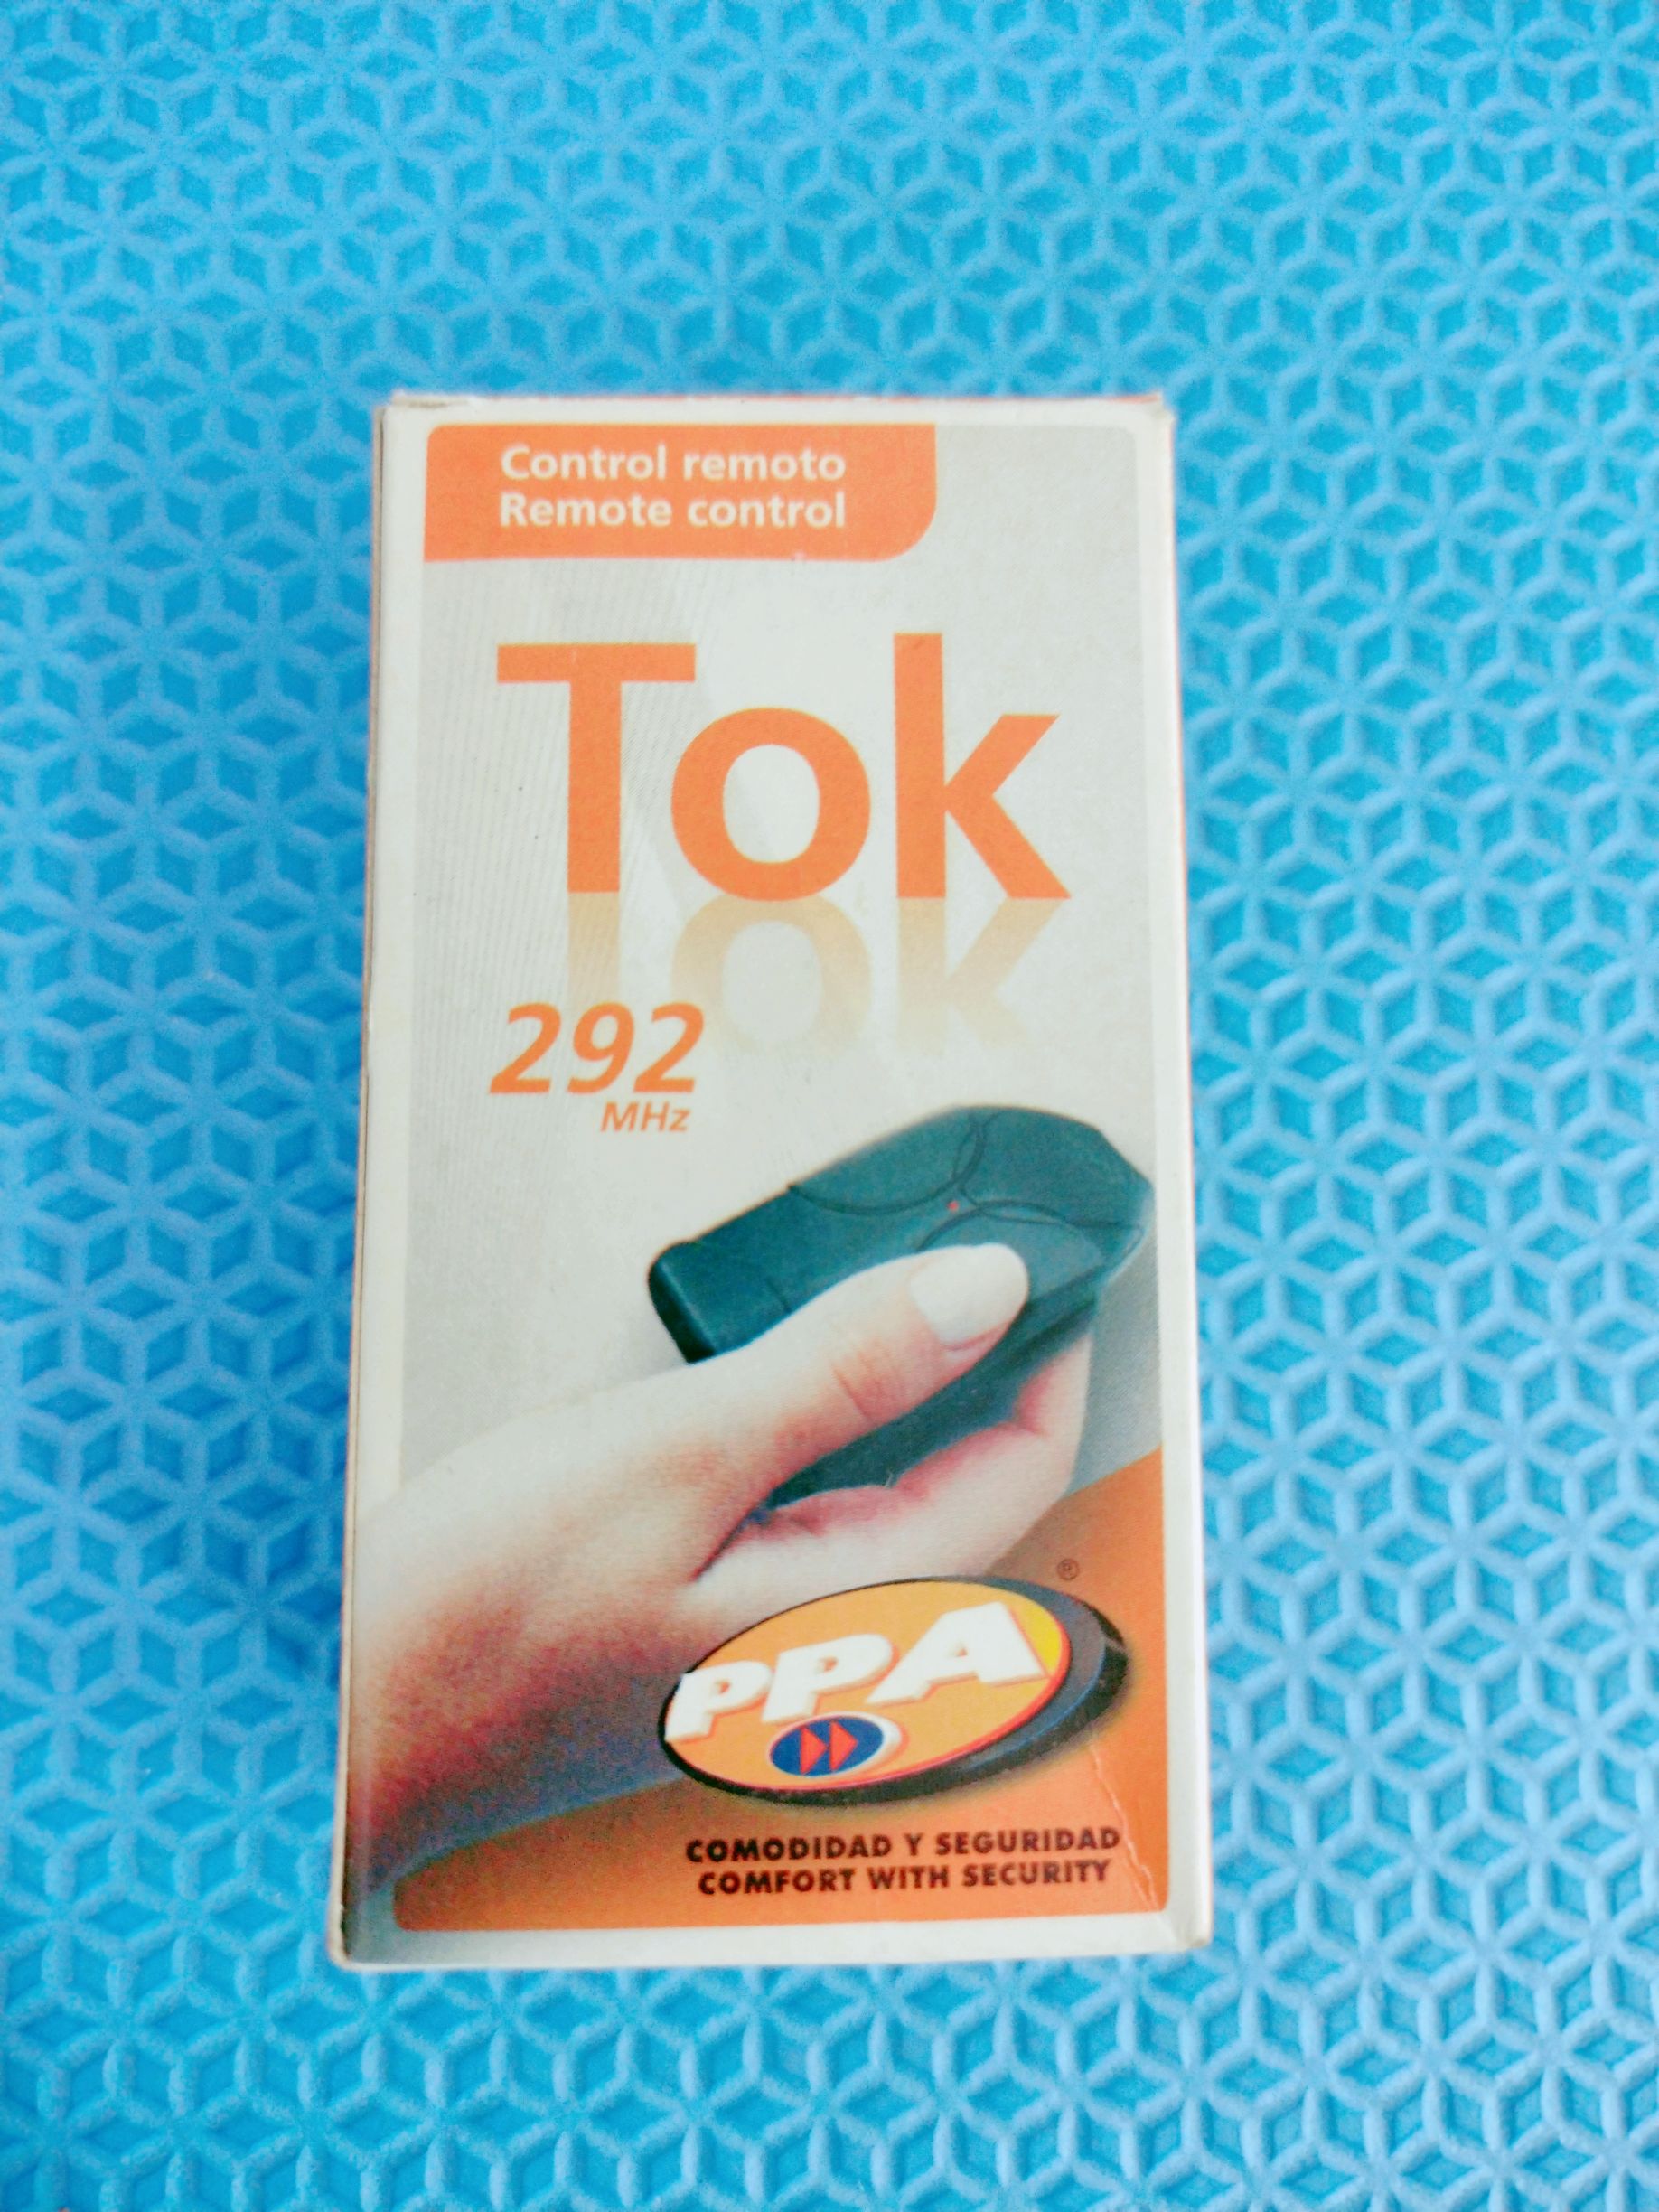 Control remoto
Remote control
Tok
292
MHz
®
PPA
COMODIDAD Y SEGURIDAD
COMFORT WITH SECURITY